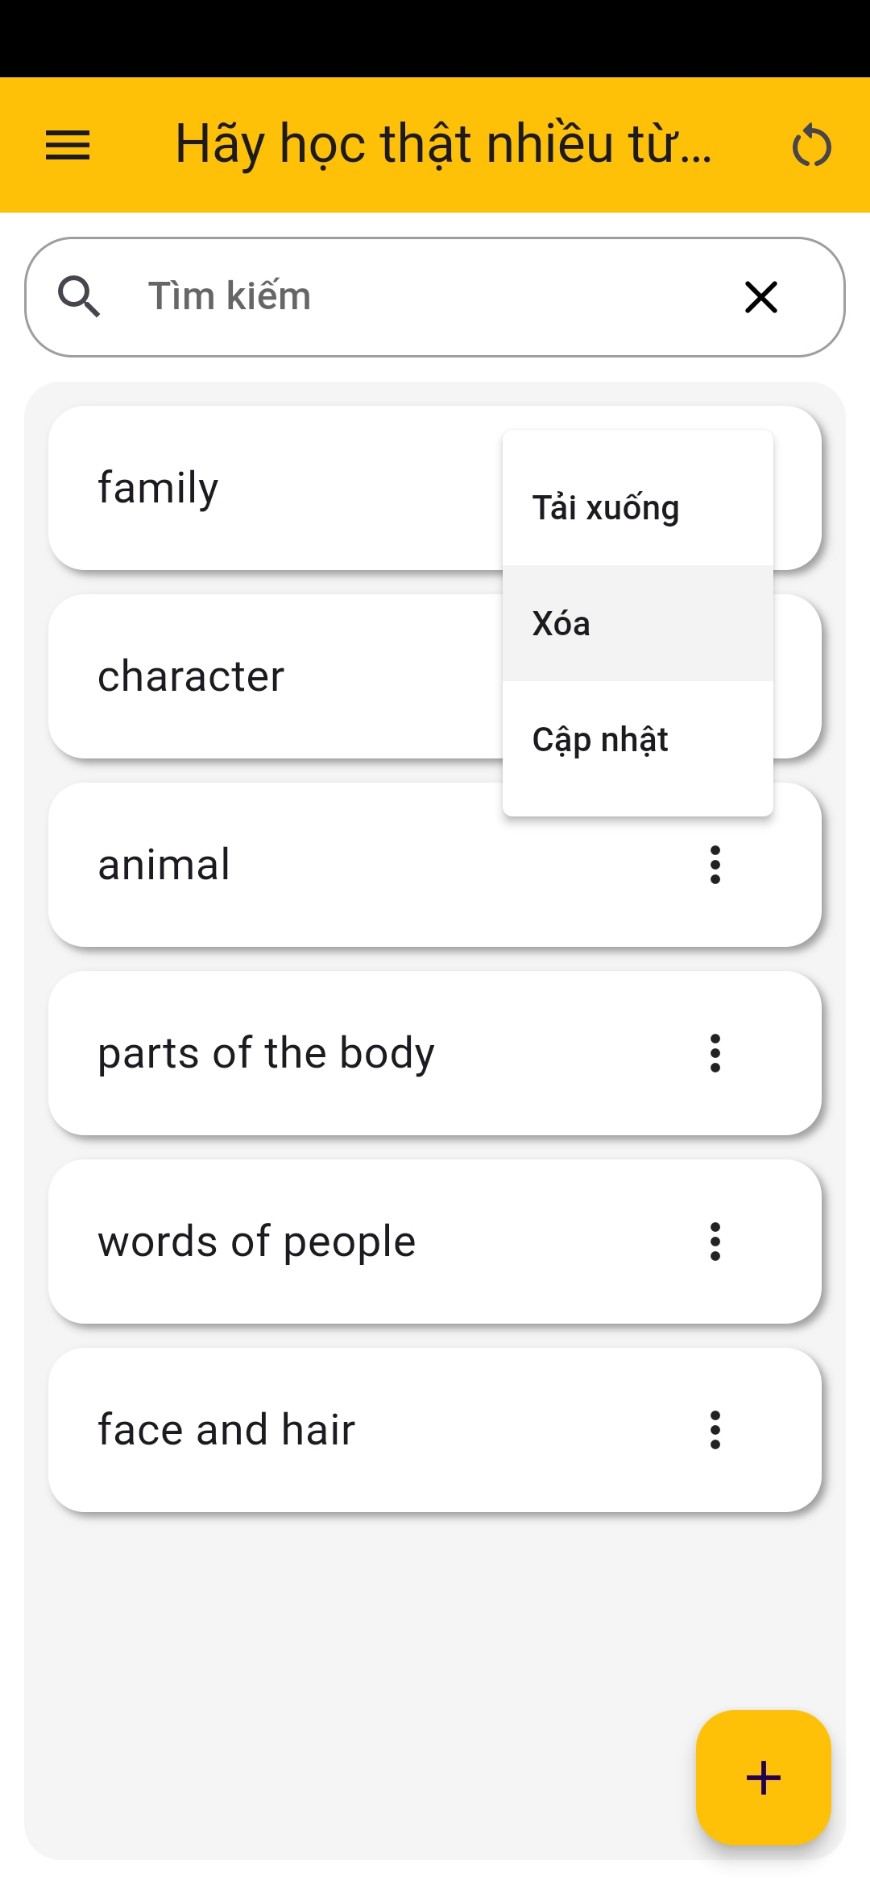 Hãy học thật nhiều từ...
Tìm kiếm
family
Tải xuống
Xóa
character
Cập nhật
animal
parts of the body
words of people
face and hair